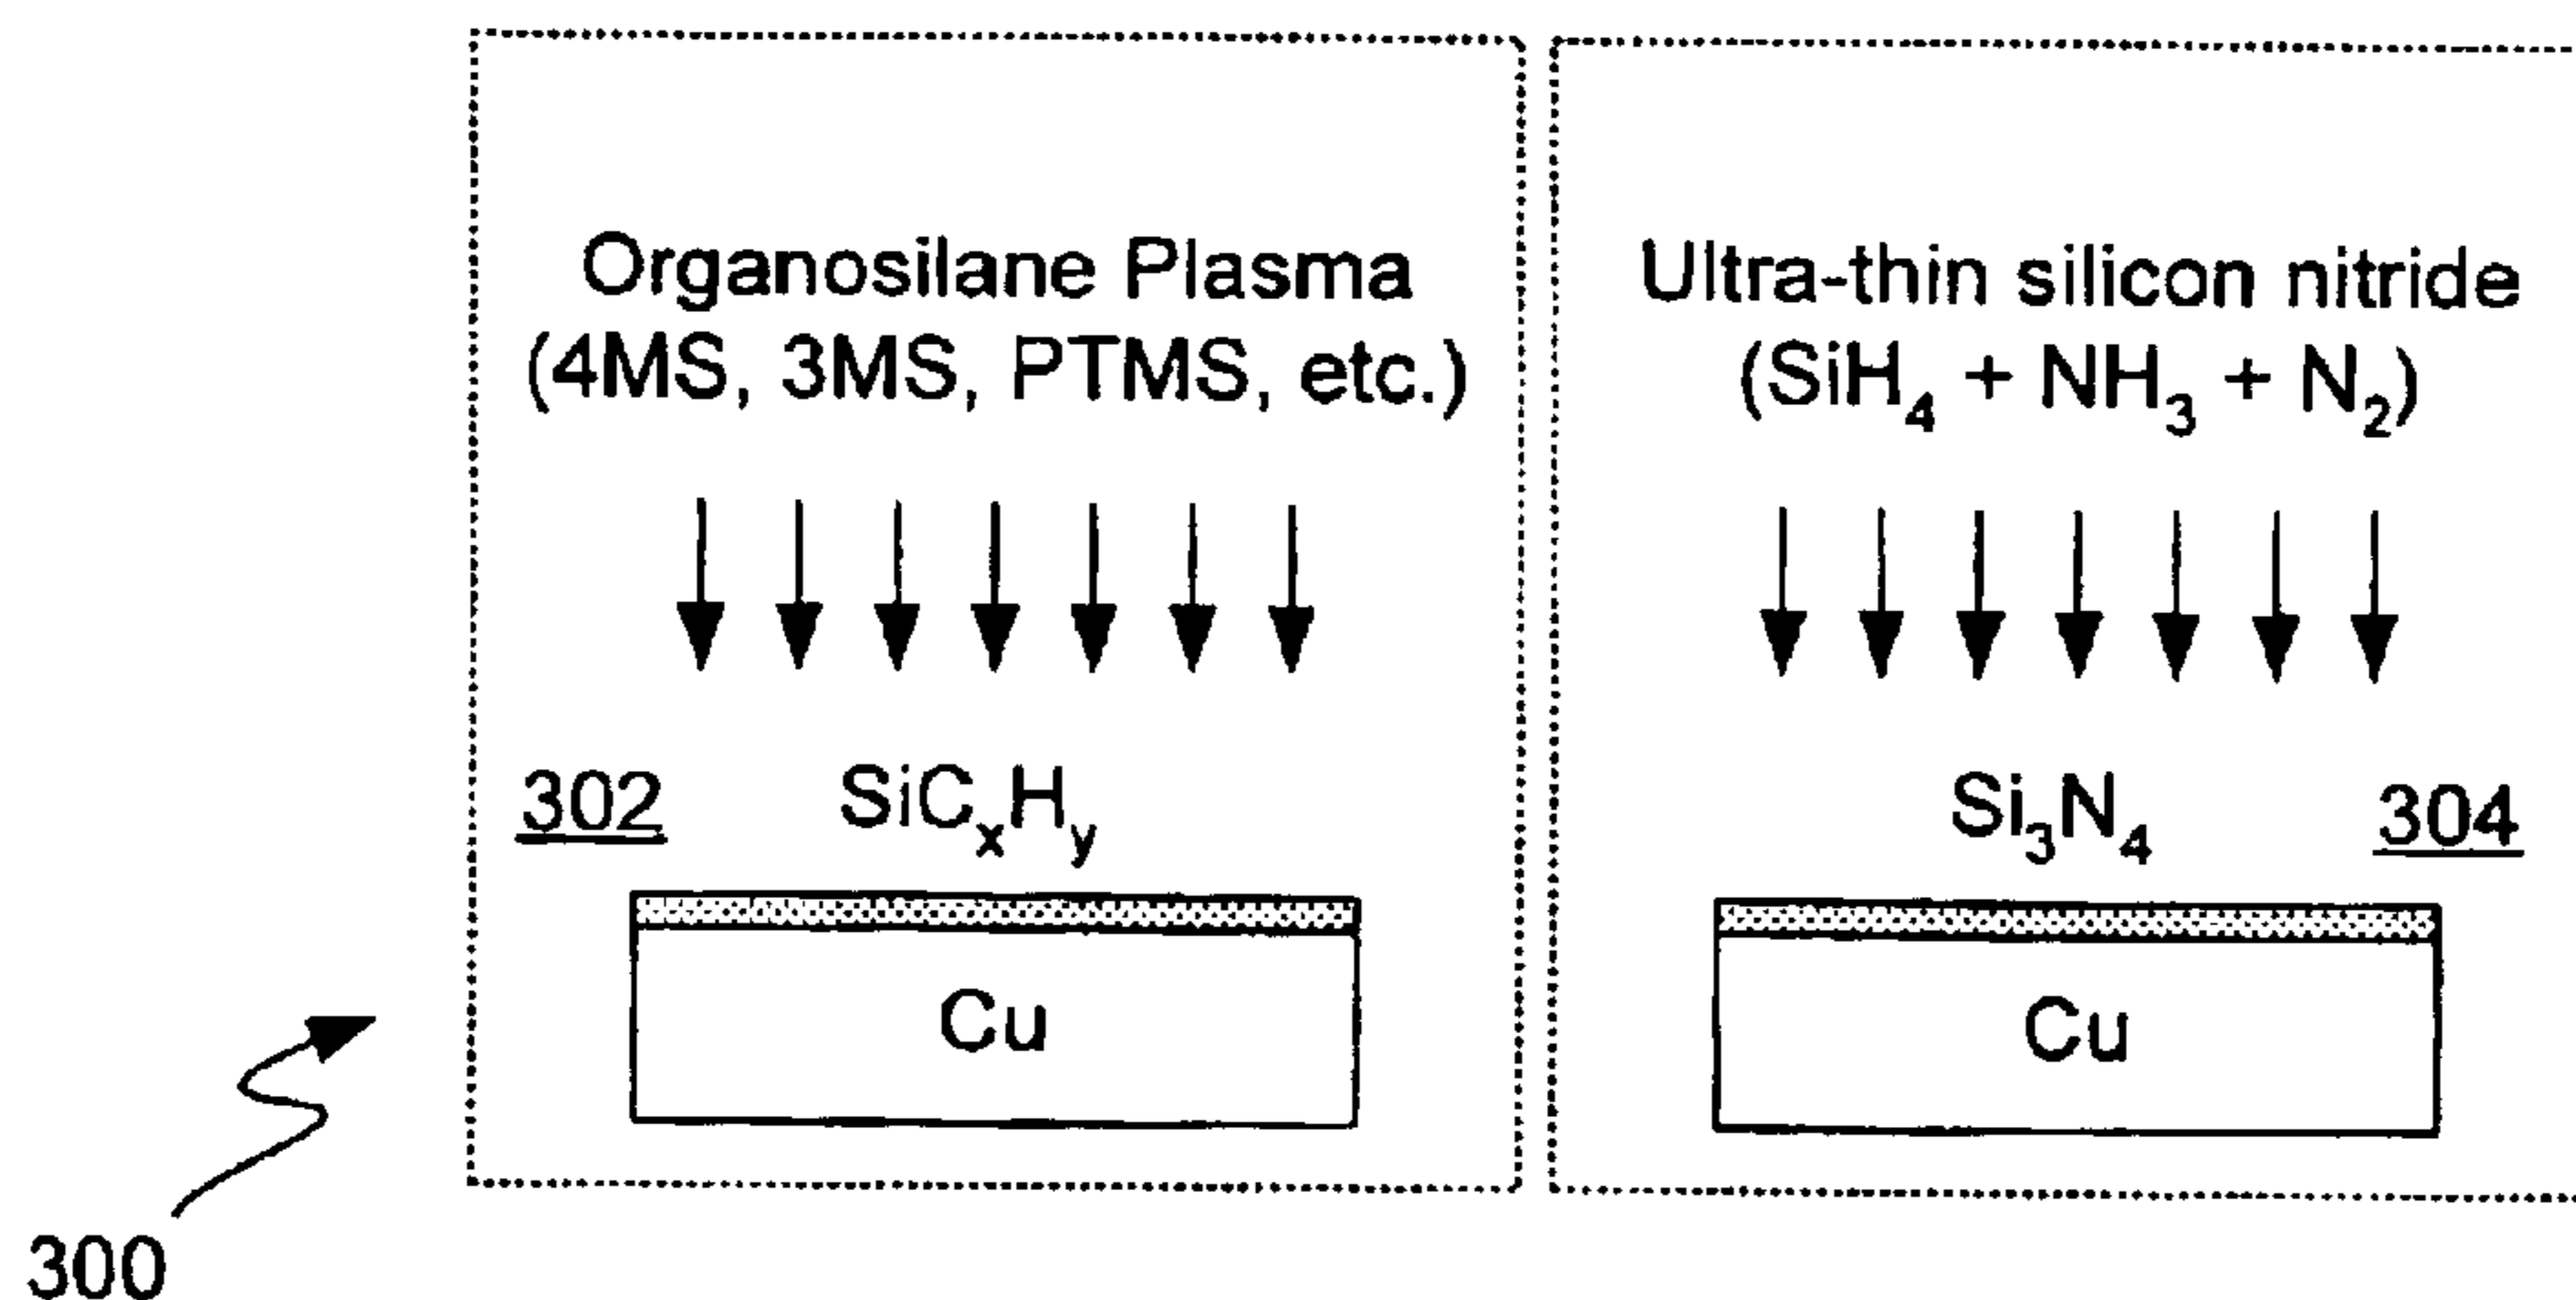 Organosilane Plasma
(4MS, 3MS, PTMS, etc.)
302
SiCₓHᵧ
Cu
Ultra-thin silicon nitride
(SiH₄ + NH₃ + N₂)
Si₃N₄
304
Cu
300